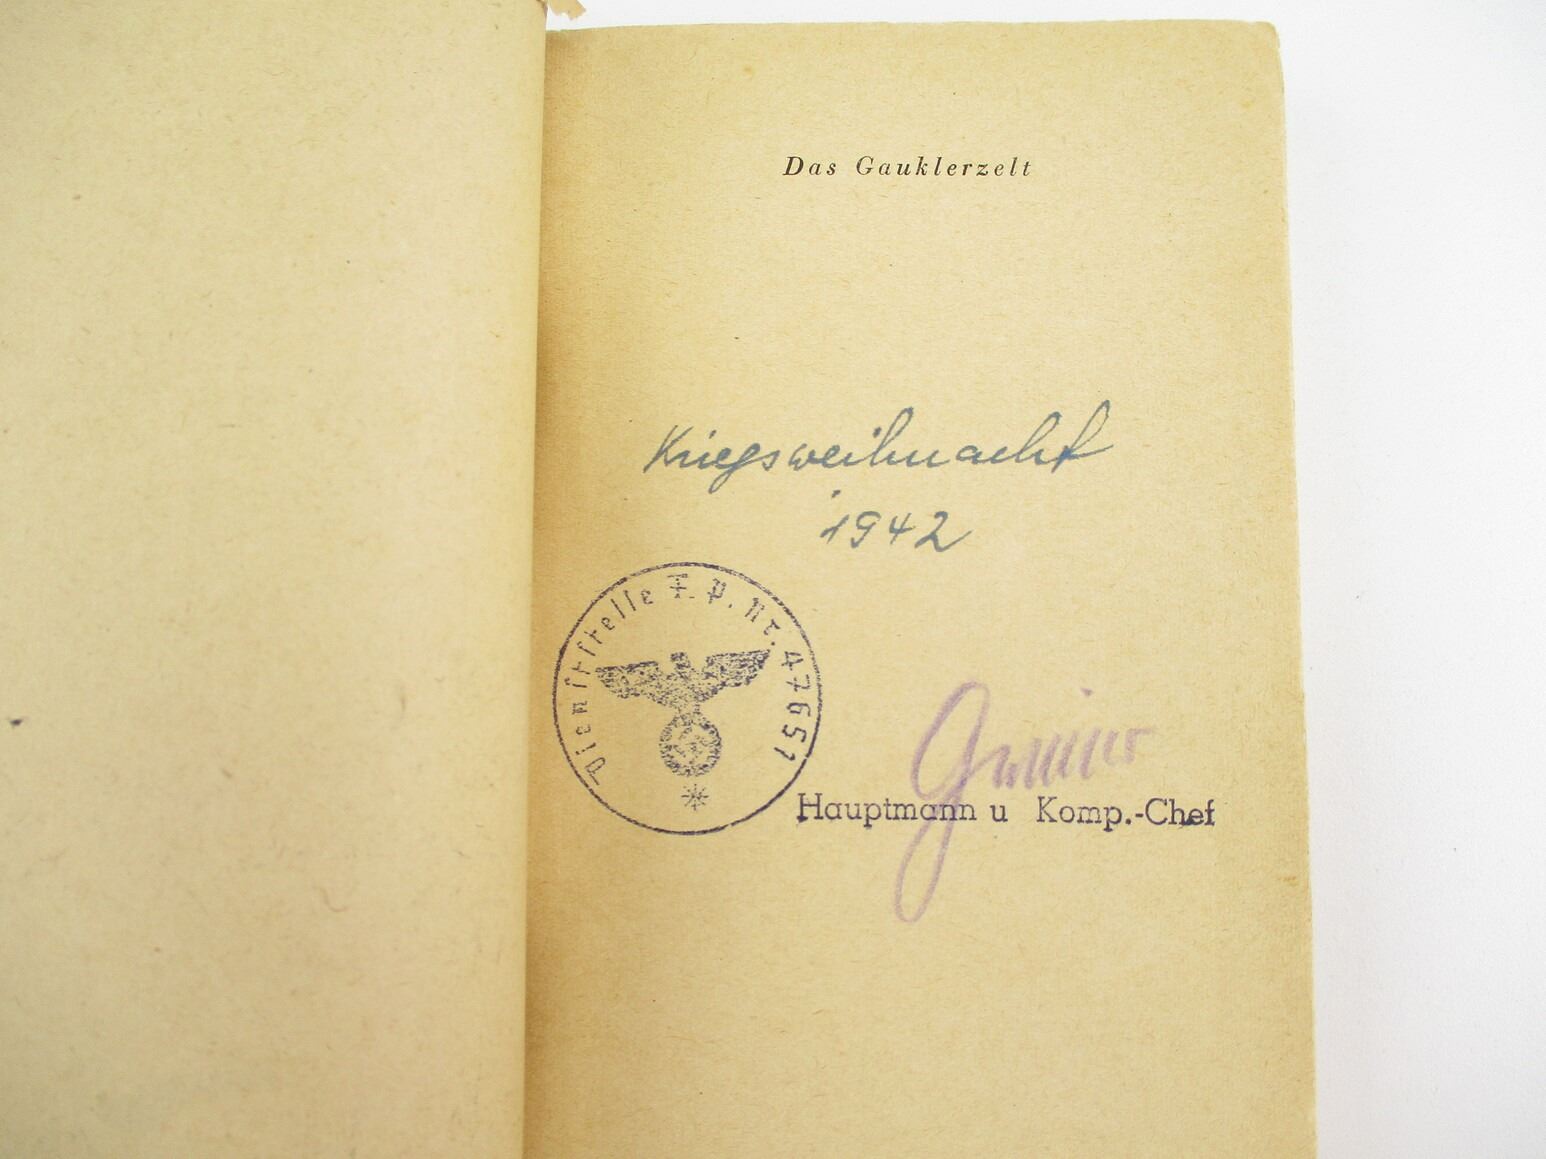 Das Gauklerzelt
Kriegsweihnacht
1942
Dienststelle F. P. Nr. 47651
Hauptmann u Komp.-Chef